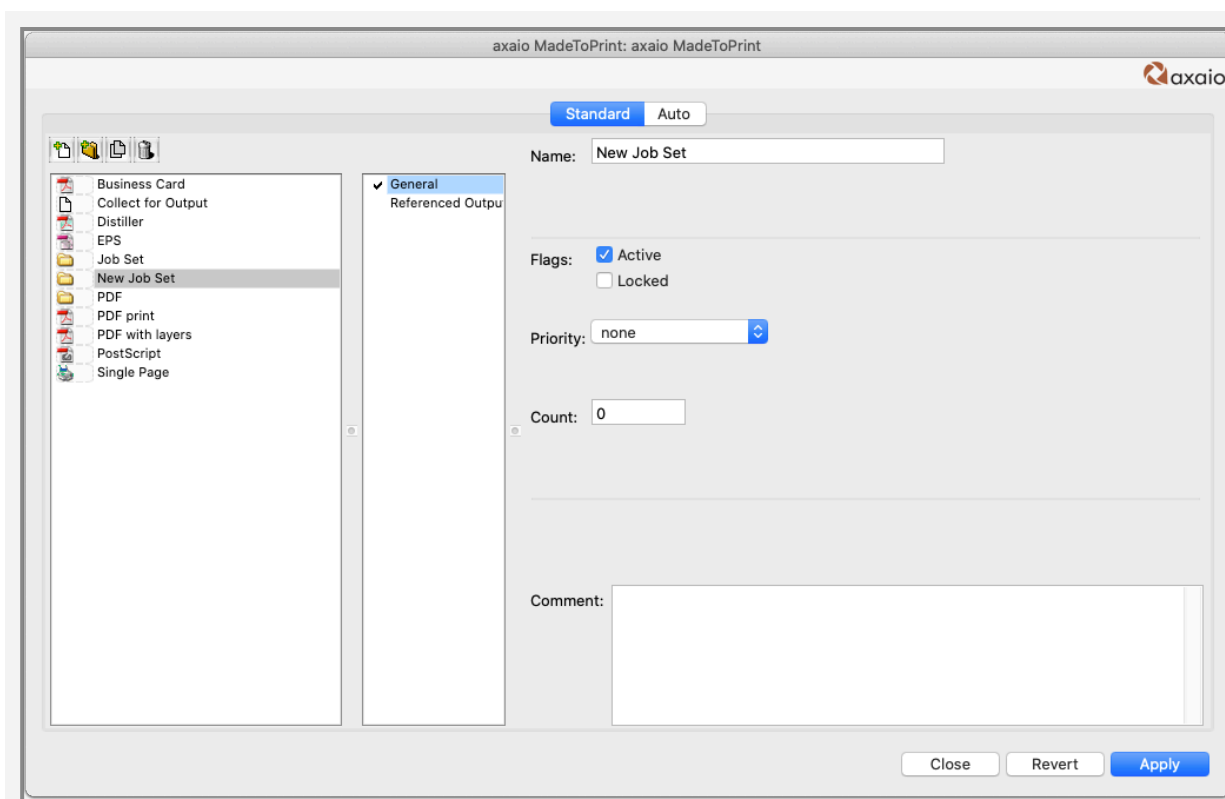 axaio MadeToPrint: axaio MadeToPrint
axaio
Standard Auto
Name: New Job Set
Business Card
Collect for Output
Distiller
EPS
Job Set
New Job Set
PDF
PDF print
PDF with layers
PostScript
Single Page
General
Referenced Outpu
Flags: Active
Locked
Priority: none
Count: 0
Comment:
Close Revert Apply